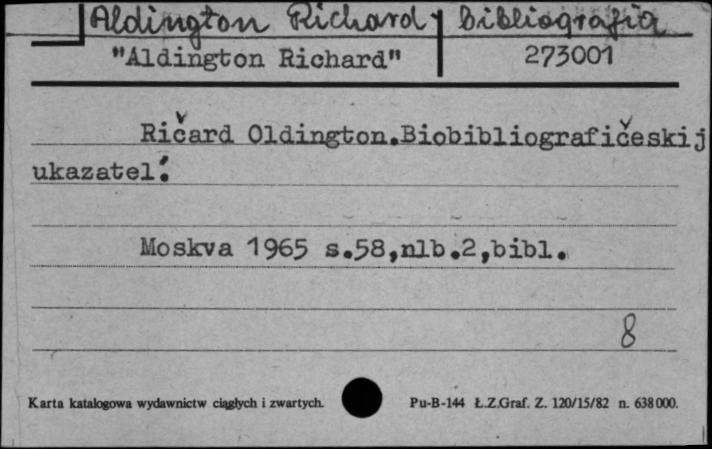 Aldington Richard, bibliografia
"Aldington Richard" 273001
Ričard Oldington.Biobibliografičeskij
ukazatel'.
Moskva 1965 s.58,nlb.2,bibl.
8
Karta katalogowa wydawnictw ciągłych i zwartych. Pu-B-144 Ł.Z.Graf. Z. 120/15/82 n. 638000.